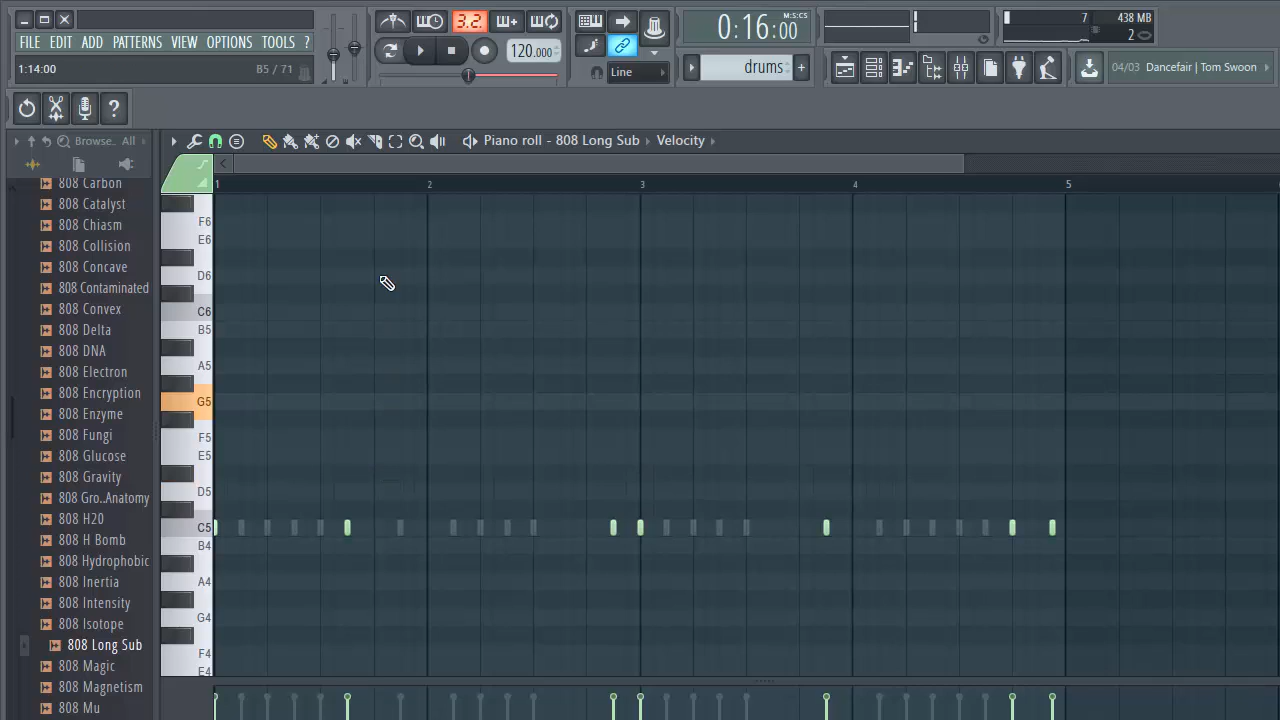 FILE EDIT ADD PATTERNS VIEW OPTIONS TOOLS ?
1:14:00 B5 / 71
3.2.
120.000
Line
0:16:00
M:S:CS
drums
7
438 MB
2
04/03 Dancefair | Tom Swoon
?
Browse.. All
Piano roll - 808 Long Sub Velocity
1 2 3 4 5
808 Carbon
808 Catalyst
808 Chiasm
808 Collision
808 Concave
808 Contaminated
808 Convex
808 Delta
808 DNA
808 Electron
808 Encryption
808 Enzyme
808 Fungi
808 Glucose
808 Gravity
808 Gro..Anatomy
808 H20
808 H Bomb
808 Hydrophobic
808 Inertia
808 Intensity
808 Isotope
808 Long Sub
808 Magic
808 Magnetism
808 Mu
F6
E6
D6
C6
B5
A5
G5
F5
E5
D5
C5
B4
A4
G4
F4
E4